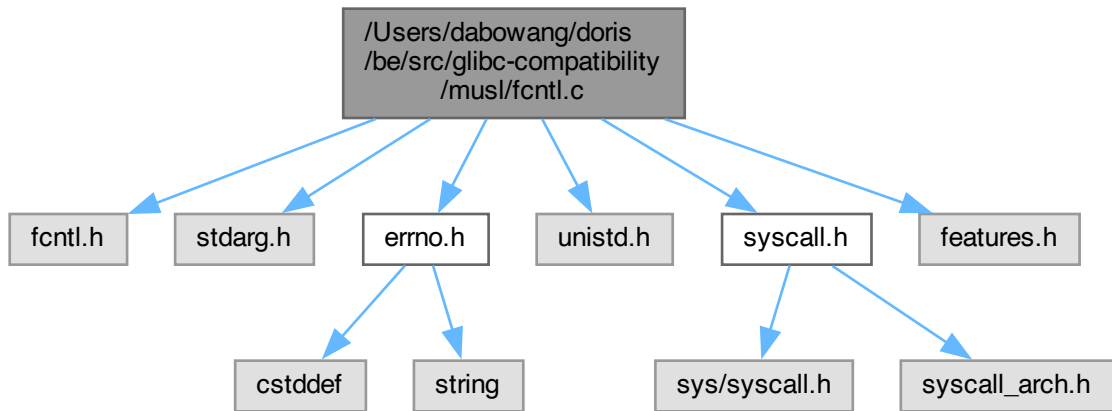 /Users/dabowang/doris
/be/src/glibc-compatibility
/musl/fcntl.c
fcntl.h
stdarg.h
errno.h
unistd.h
syscall.h
features.h
cstddef
string
sys/syscall.h
syscall_arch.h